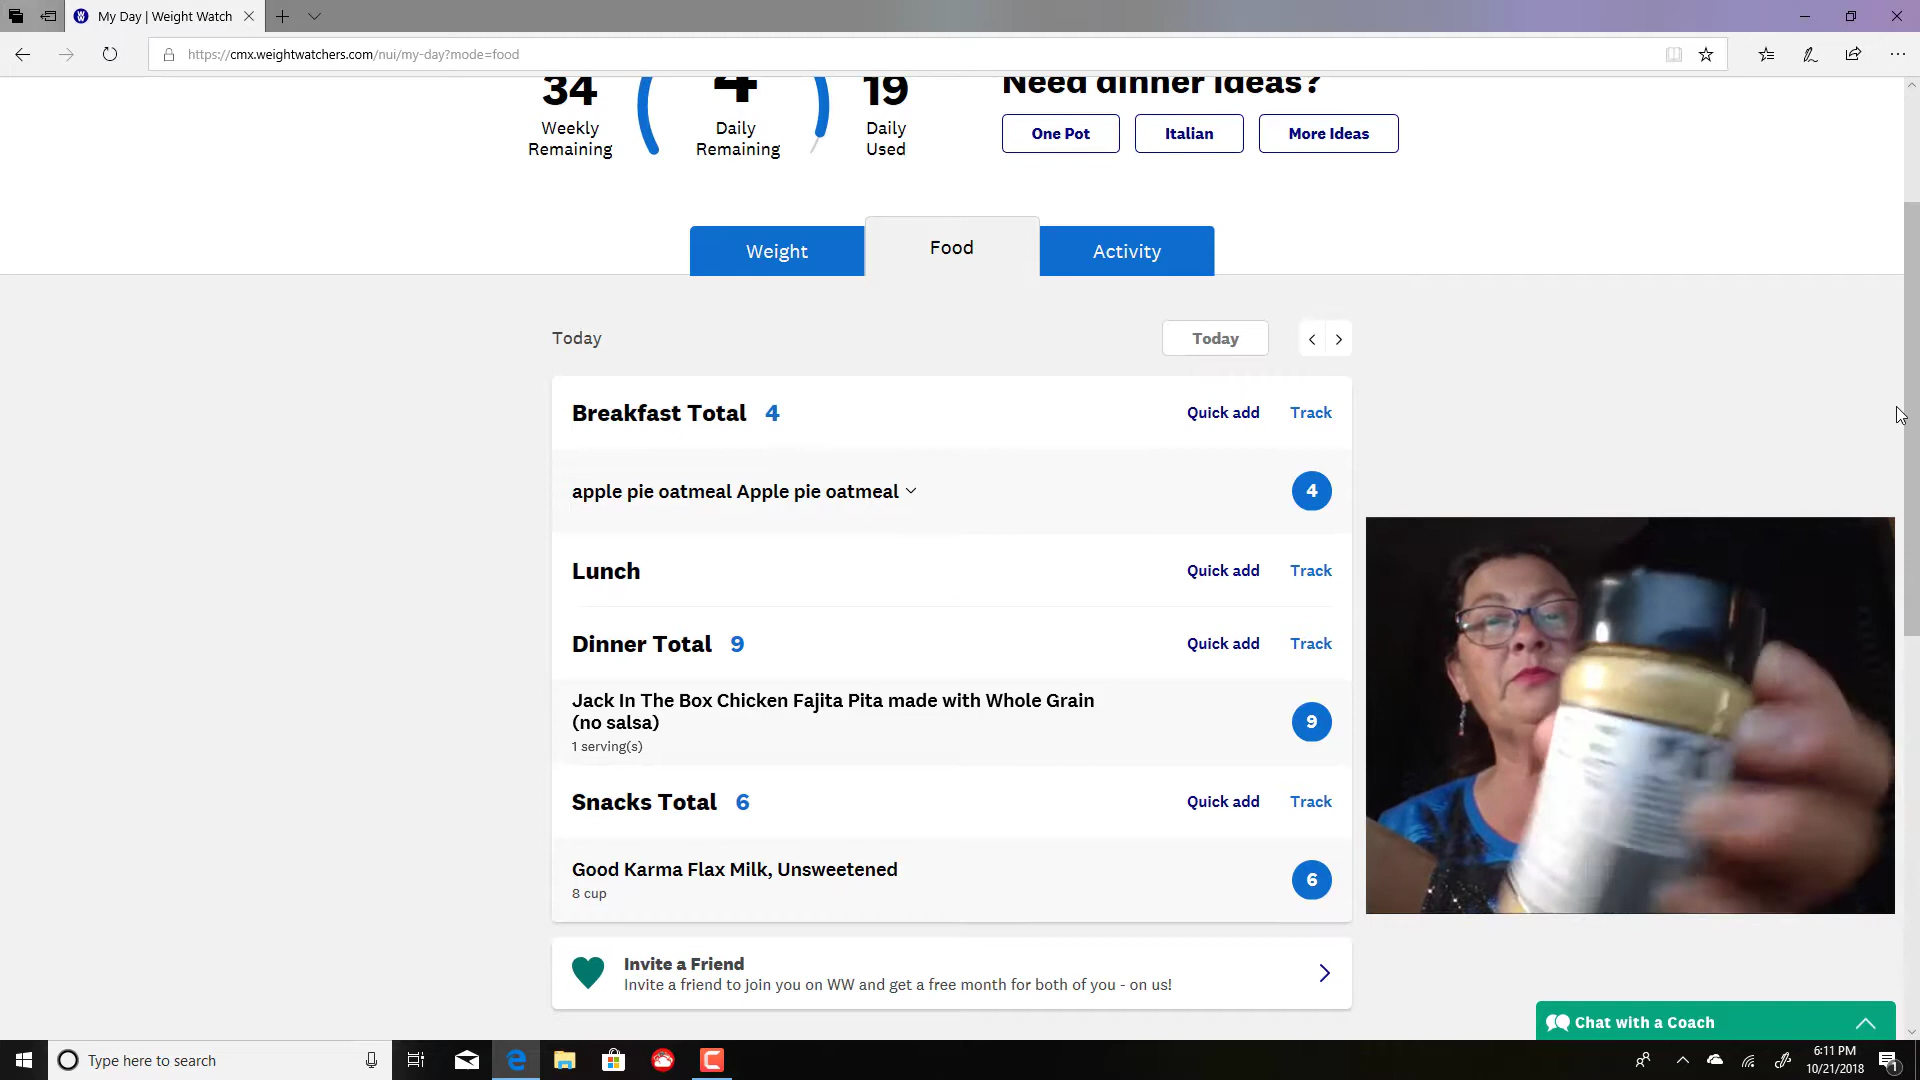 My Day | Weight Watch
https://cmx.weightwatchers.com/nui/my-day?mode=food
34
Weekly
Remaining
4
Daily
Remaining
19
Daily
Used
Need dinner ideas?
One Pot
Italian
More Ideas
Weight
Food
Activity
Today
Today
Breakfast Total 4
Quick add
Track
apple pie oatmeal Apple pie oatmeal
4
Lunch
Quick add
Track
Dinner Total 9
Quick add
Track
Jack In The Box Chicken Fajita Pita made with Whole Grain
(no salsa)
1 serving(s)
9
Snacks Total 6
Quick add
Track
Good Karma Flax Milk, Unsweetened
8 cup
6
Invite a Friend
Invite a friend to join you on WW and get a free month for both of you - on us!
Chat with a Coach
Type here to search
6:11 PM
10/21/2018
1